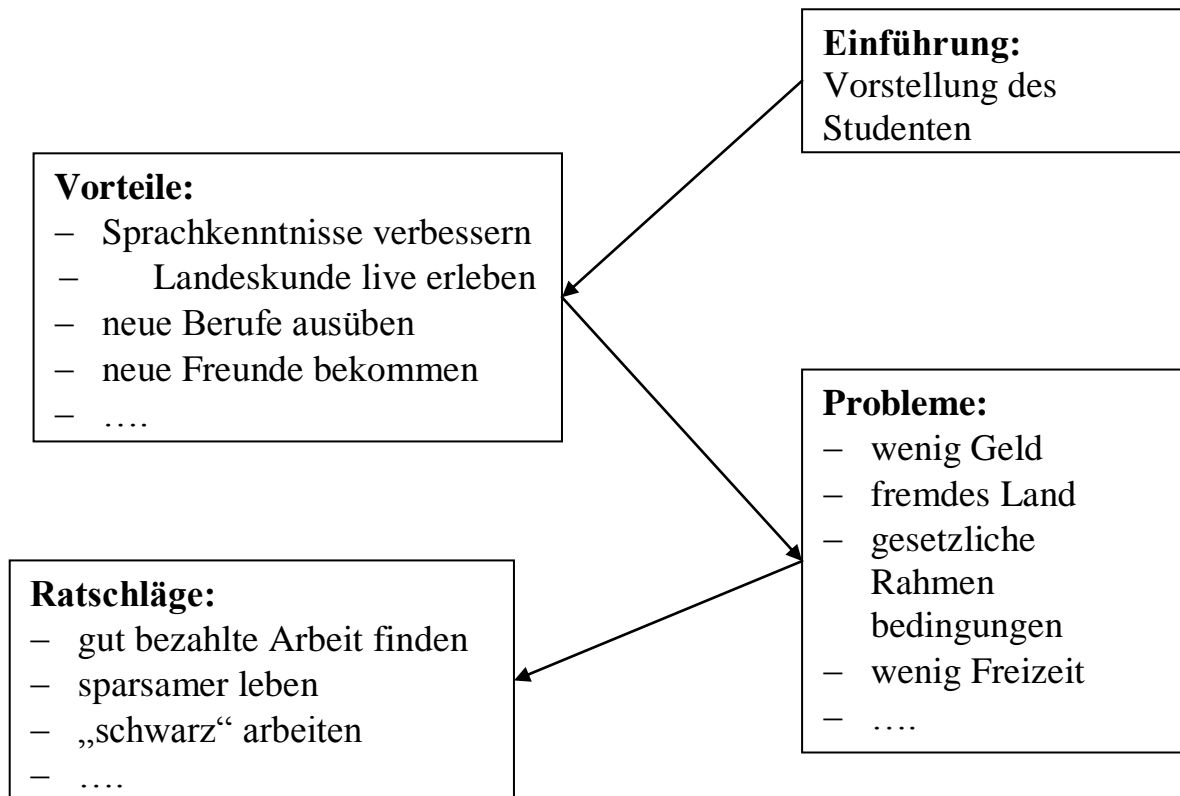 Einführung:
Vorstellung des
Studenten
Vorteile:
– Sprachkenntnisse verbessern
– Landeskunde live erleben
– neue Berufe ausüben
– neue Freunde bekommen
– ….
Probleme:
– wenig Geld
– fremdes Land
– gesetzliche
Rahmen
bedingungen
– wenig Freizeit
– ….
Ratschläge:
– gut bezahlte Arbeit finden
– sparsamer leben
– „schwarz“ arbeiten
– ….